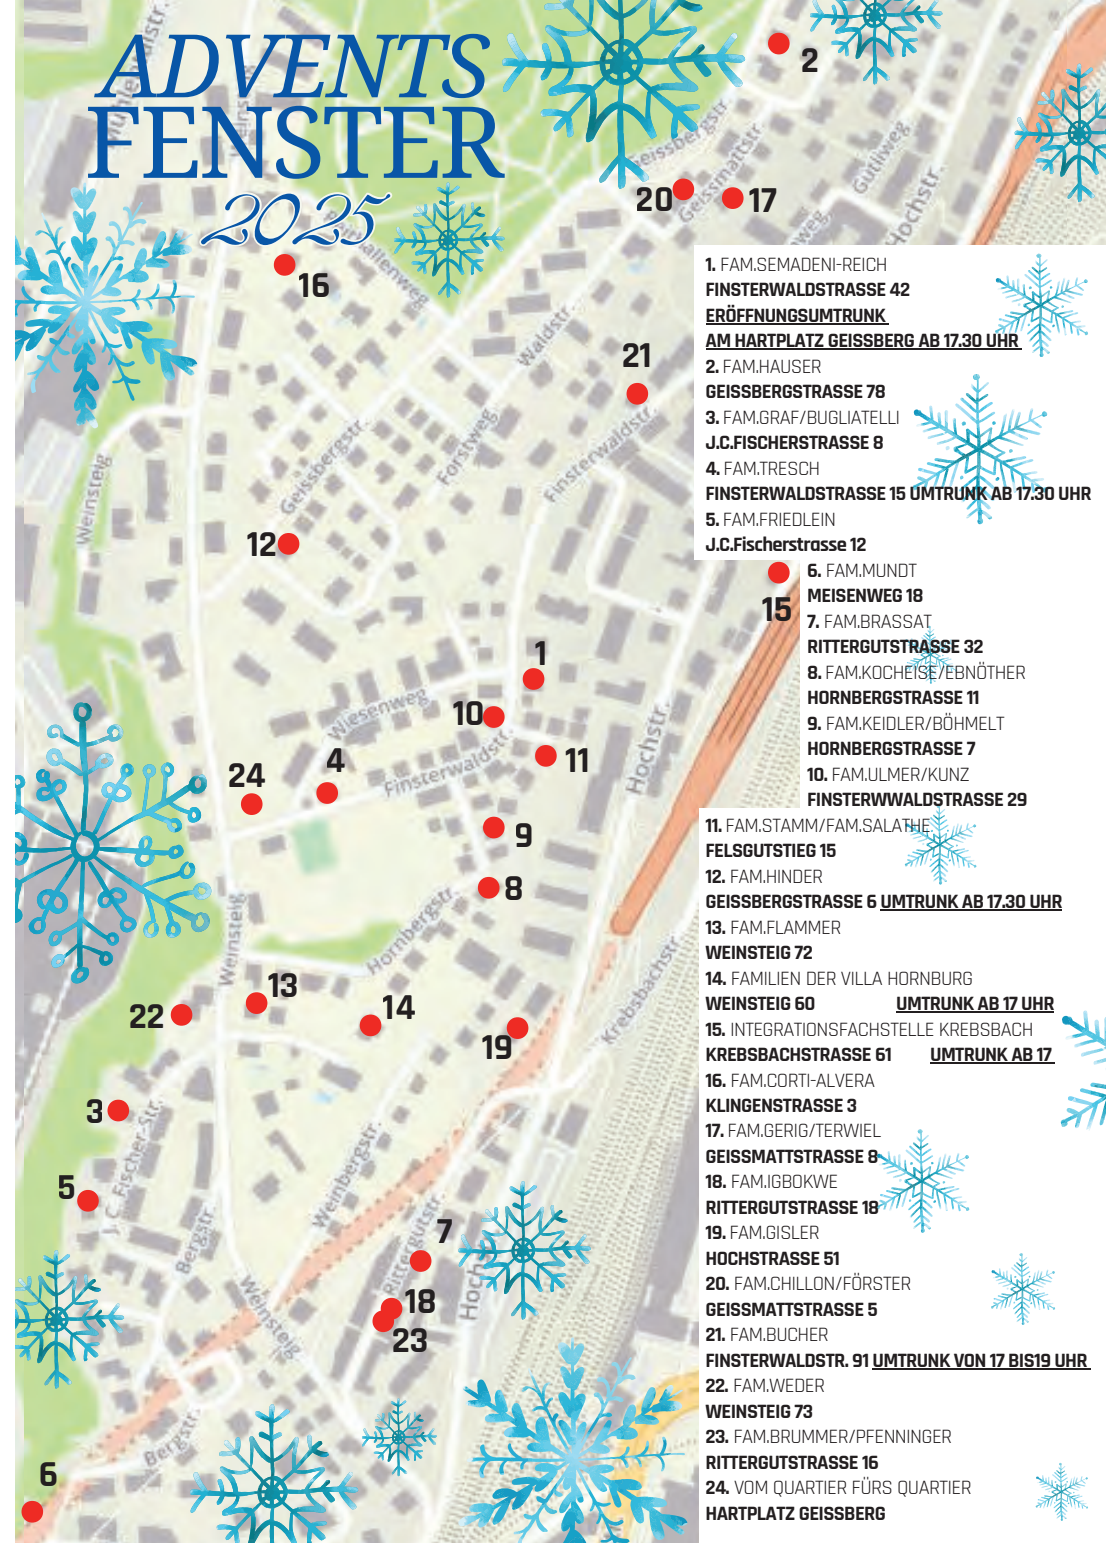 ADVENTS
FENSTER
2025
2
20
17
16
21
12
15
1
10
11
4
24
9
8
13
22
14
19
3
5
7
18
23
6
Weinsteig
Geissbergstr.
Geissmattstr.
Gütliweg
Hochstr.
Waldstr.
Forstweg
Finsterwaldstr.
Geissbergstr.
Weinsteig
Wiesenweg
Finsterwaldstr.
Hochstr.
Hornbergstr.
Weinsteig
Krebsbachstr.
J. C. Fischer-Str.
Weinbergstr.
Bergstr.
Weinsteig
Bergstr.
1. FAM.SEMADENI-REICH
FINSTERWALDSTRASSE 42
ERÖFFNUNGSUMTRUNK
AM HARTPLATZ GEISSBERG AB 17.30 UHR
2. FAM.HAUSER
GEISSBERGSTRASSE 78
3. FAM.GRAF/BUGLIATELLI
J.C.FISCHERSTRASSE 8
4. FAM.TRESCH
FINSTERWALDSTRASSE 15 UMTRUNK AB 17.30 UHR
5. FAM.FRIEDLEIN
J.C.Fischerstrasse 12
6. FAM.MUNDT
MEISENWEG 18
7. FAM.BRASSAT
RITTERGUTSTRASSE 32
8. FAM.KOCHEISE/EBNÖTHER
HORNBERGSTRASSE 11
9. FAM.KEIDLER/BÖHMELT
HORNBERGSTRASSE 7
10. FAM.ULMER/KUNZ
FINSTERWWALDSTRASSE 29
11. FAM.STAMM/FAM.SALATHE
FELSGUTSTIEG 15
12. FAM.HINDER
GEISSBERGSTRASSE 6 UMTRUNK AB 17.30 UHR
13. FAM.FLAMMER
WEINSTEIG 72
14. FAMILIEN DER VILLA HORNBURG
WEINSTEIG 60 UMTRUNK AB 17 UHR
15. INTEGRATIONSFACHSTELLE KREBSBACH
KREBSBACHSTRASSE 61 UMTRUNK AB 17
16. FAM.CORTI-ALVERA
KLINGENSTRASSE 3
17. FAM.GERIG/TERWIEL
GEISSMATTSTRASSE 8
18. FAM.IGBOKWE
RITTERGUTSTRASSE 18
19. FAM.GISLER
HOCHSTRASSE 51
20. FAM.CHILLON/FÖRSTER
GEISSMATTSTRASSE 5
21. FAM.BUCHER
FINSTERWALDSTR. 91 UMTRUNK VON 17 BIS19 UHR
22. FAM.WEDER
WEINSTEIG 73
23. FAM.BRUMMER/PFENNINGER
RITTERGUTSTRASSE 16
24. VOM QUARTIER FÜRS QUARTIER
HARTPLATZ GEISSBERG